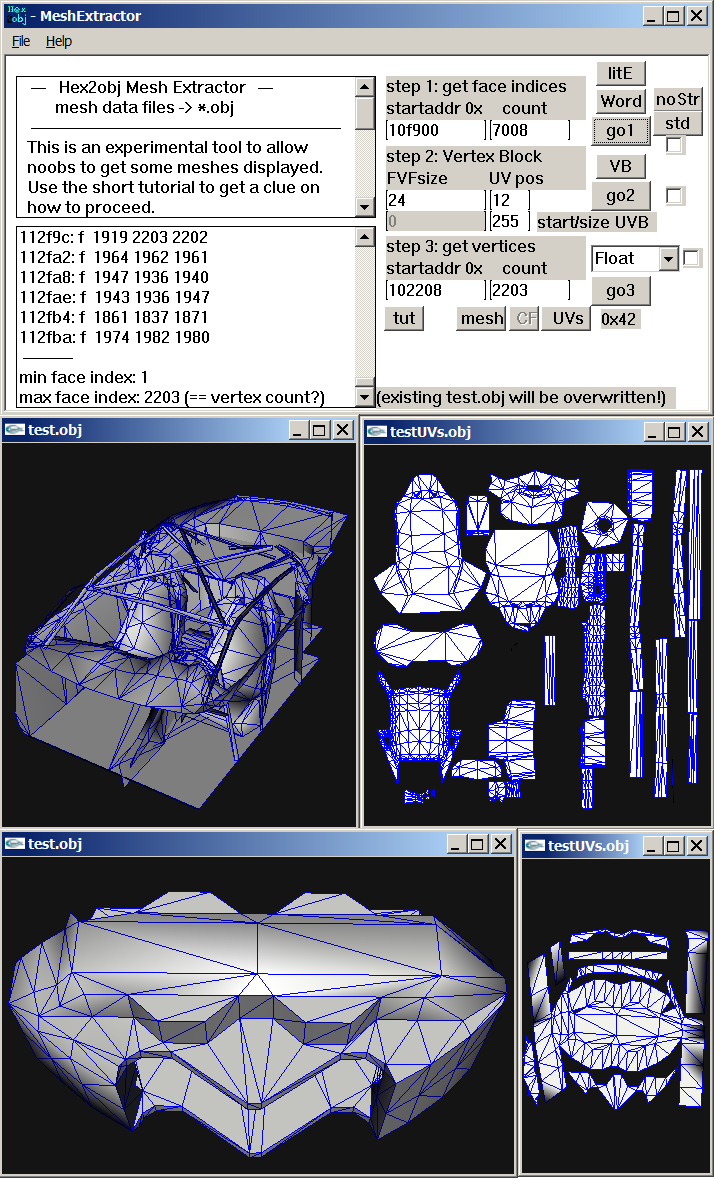 Hex
obj - MeshExtractor
File Help
— Hex2obj Mesh Extractor —
mesh data files -> *.obj
This is an experimental tool to allow
noobs to get some meshes displayed.
Use the short tutorial to get a clue on
how to proceed.
112f9c: f 1919 2203 2202
112fa2: f 1964 1962 1961
112fa8: f 1947 1936 1940
112fae: f 1943 1936 1947
112fb4: f 1861 1837 1871
112fba: f 1974 1982 1980
min face index: 1
max face index: 2203 (== vertex count?)
step 1: get face indices
startaddr 0x count
10f900 7008
litE
Word noStr
go1 std
step 2: Vertex Block
FVFsize UV pos
24 12
0 255 start/size UVB
VB
go2
step 3: get vertices
startaddr 0x count
102208 2203
Float
go3
tut mesh CF UVs 0x42
(existing test.obj will be overwritten!)
test.obj
testUVs.obj
test.obj
testUVs.obj